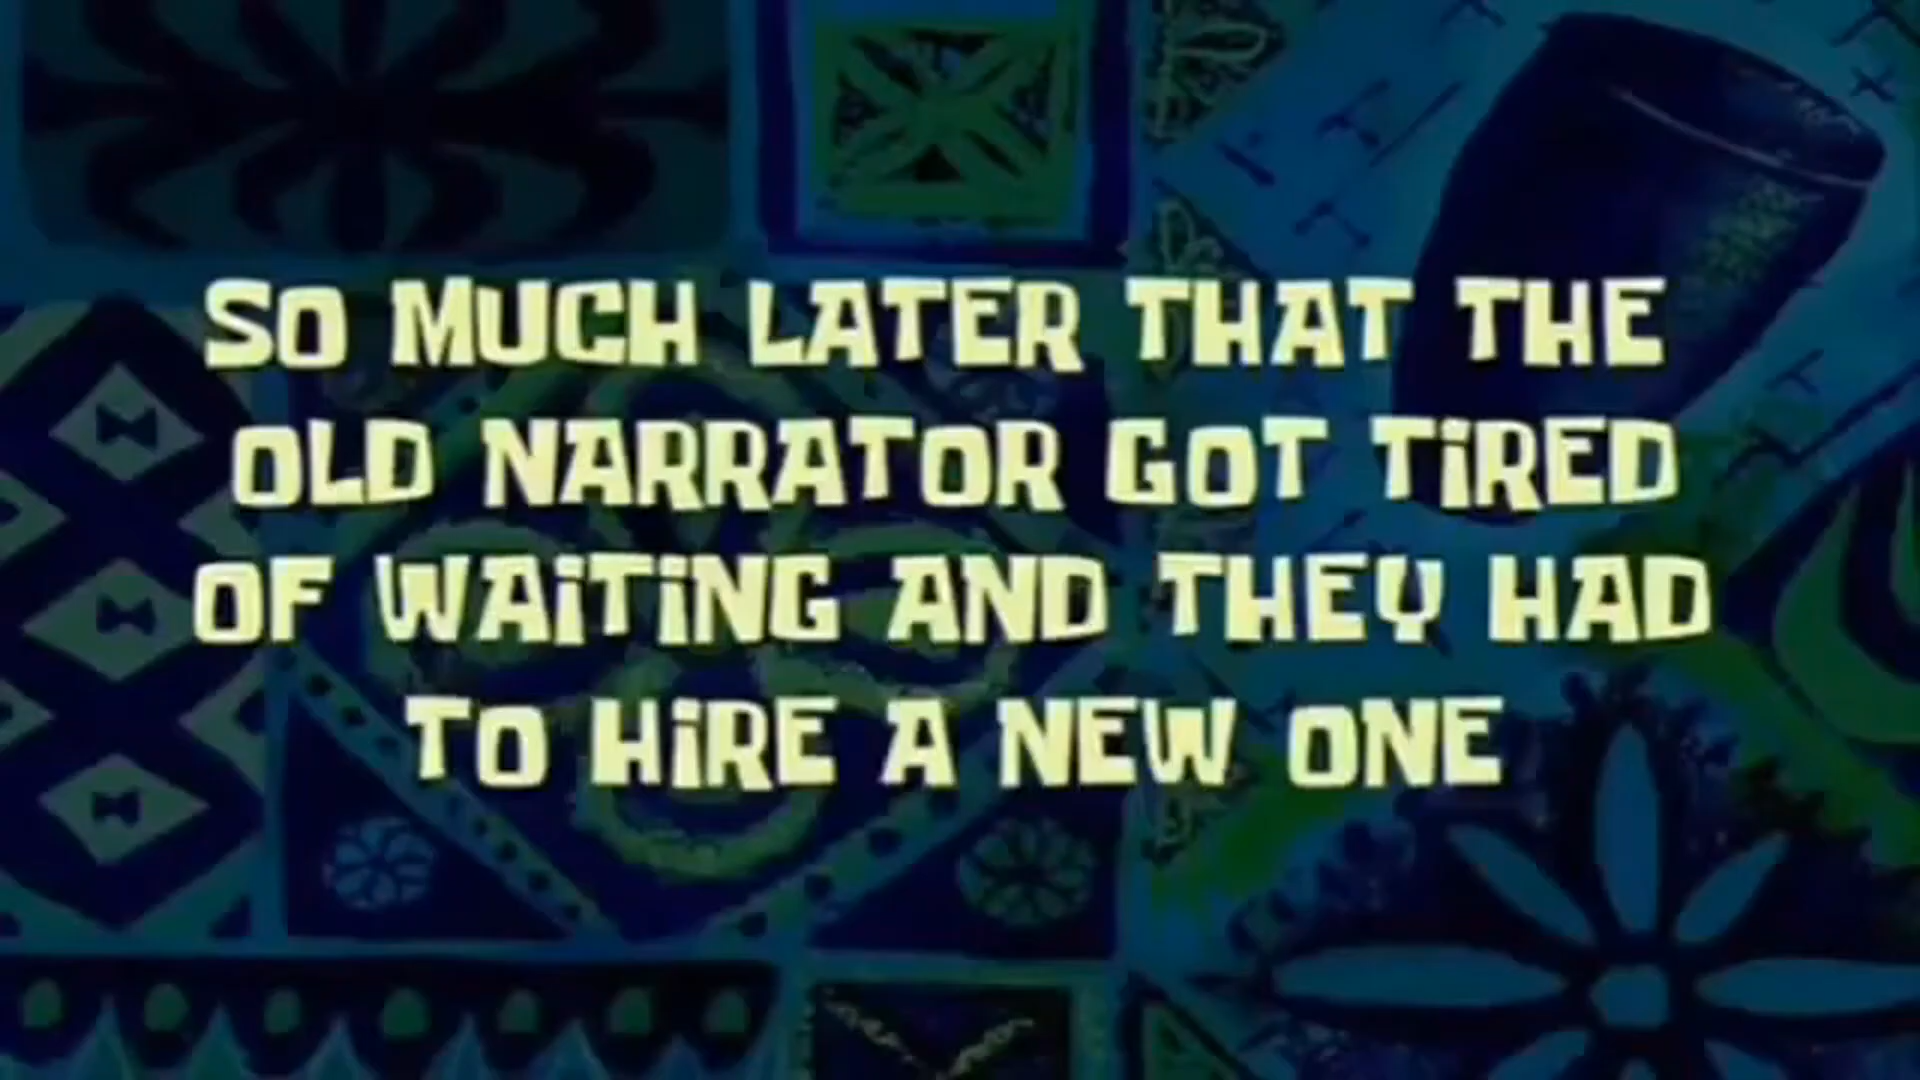 SO MUCH LATER THAT THE
OLD NARRATOR GOT TiRED
OF WAiTiNG AND THEY HAD
TO HiRE A NEW ONE